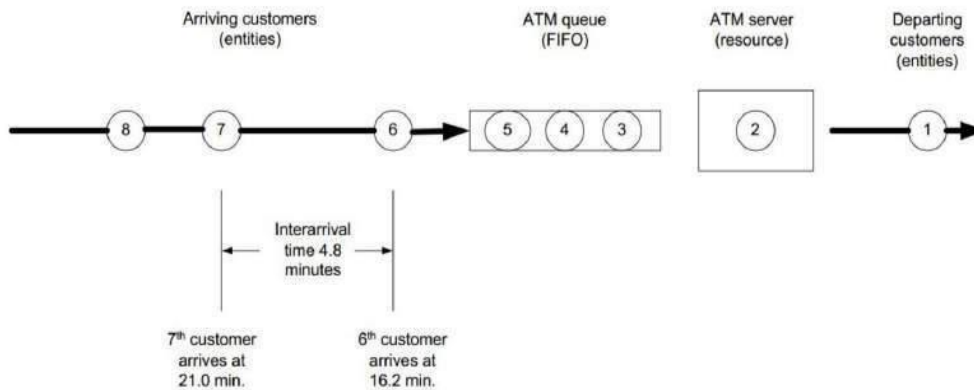 Arriving customers
(entities)
ATM queue
(FIFO)
ATM server
(resource)
Departing
customers
(entities)
8
7
6
5
4
3
2
1
Interarrival
time 4.8
minutes
7th customer
arrives at
21.0 min.
6th customer
arrives at
16.2 min.